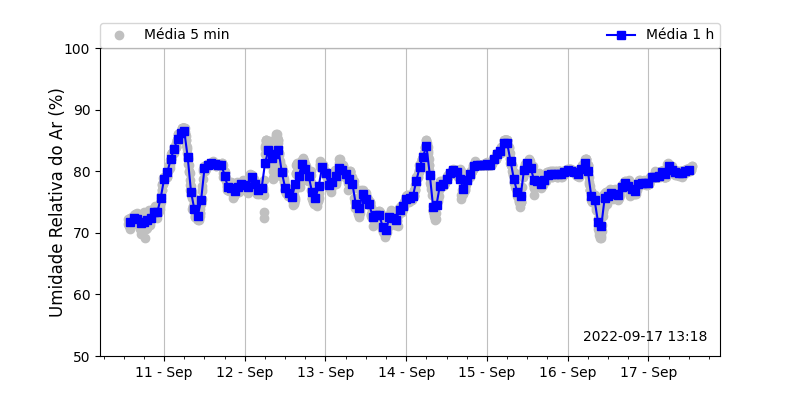 Média 5 min
Média 1 h
Umidade Relativa do Ar (%)
100
90
80
70
60
50
2022-09-17 13:18
11 - Sep
12 - Sep
13 - Sep
14 - Sep
15 - Sep
16 - Sep
17 - Sep